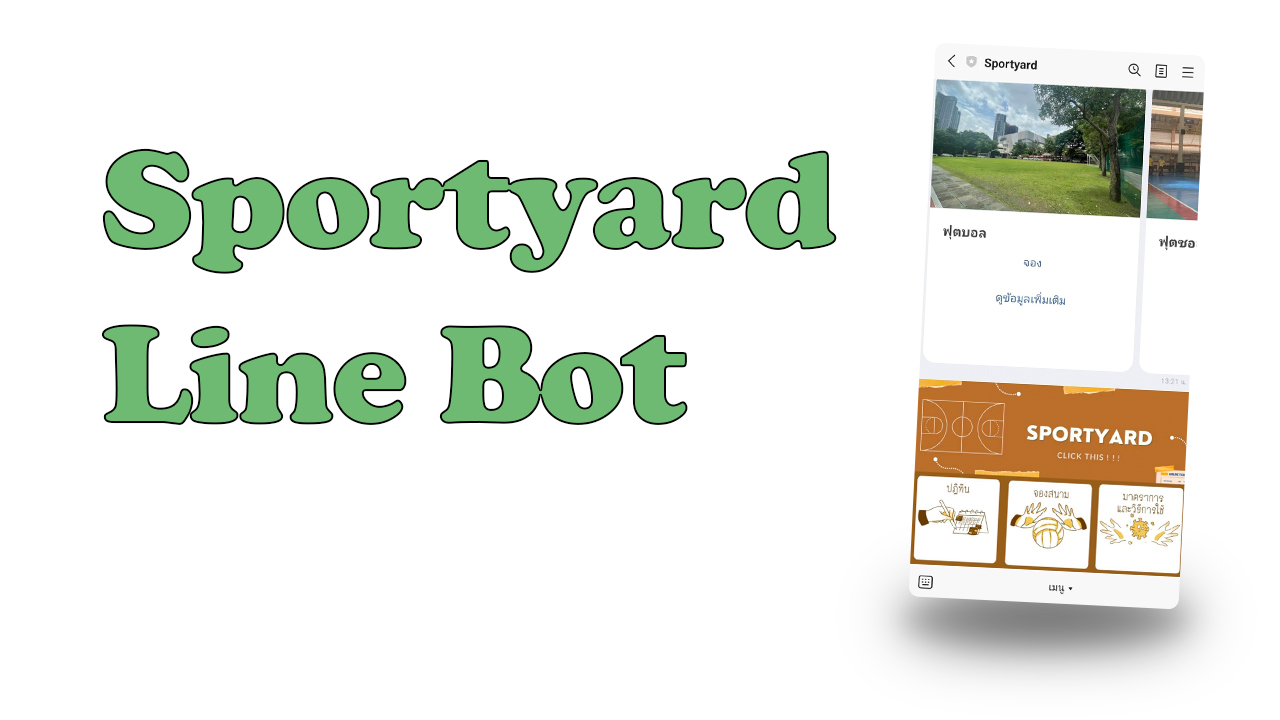 Sportyard
Line Bot
Sportyard
ฟุตบอล
จอง
ดูข้อมูลเพิ่มเติม
ฟุตซอ
13:21 น.
SPORTYARD
CLICK THIS ! ! !
ปฎิทิน
จองสนาม
มาตราการ
และวิธีการใช้
เมนู